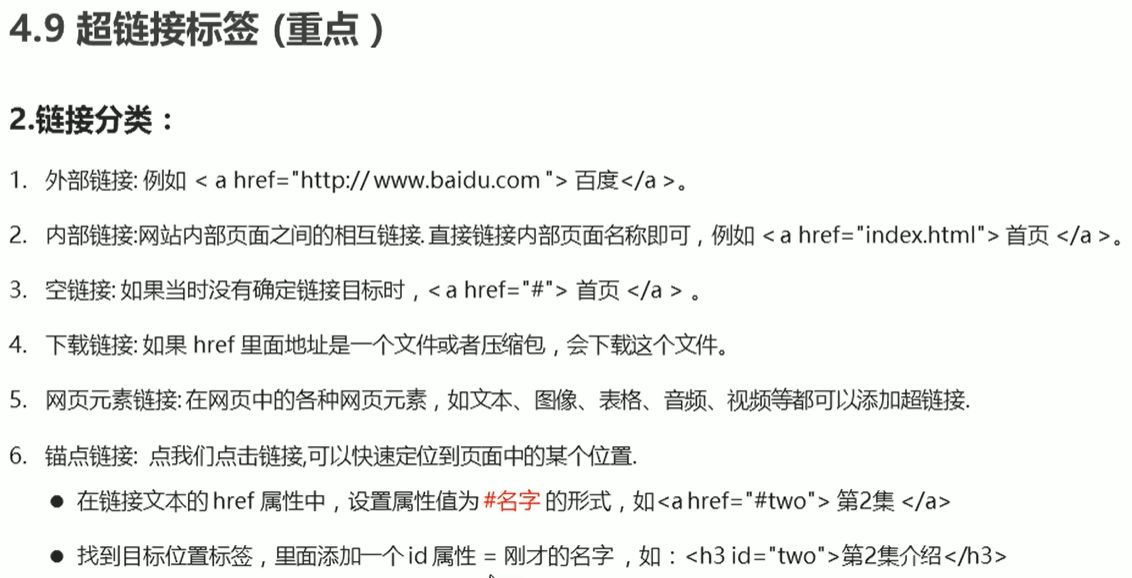 4.9 超链接标签 (重点 )
2.链接分类：
1. 外部链接: 例如 < a href="http:// www.baidu.com "> 百度</a >。
2. 内部链接:网站内部页面之间的相互链接. 直接链接内部页面名称即可，例如 < a href="index.html"> 首页 </a >。
3. 空链接: 如果当时没有确定链接目标时，< a href="#"> 首页 </a > 。
4. 下载链接: 如果 href 里面地址是一个文件或者压缩包，会下载这个文件。
5. 网页元素链接: 在网页中的各种网页元素，如文本、图像、表格、音频、视频等都可以添加超链接.
6. 锚点链接: 点我们点击链接,可以快速定位到页面中的某个位置.
● 在链接文本的 href 属性中，设置属性值为 #名字 的形式，如<a href="#two"> 第2集 </a>
● 找到目标位置标签，里面添加一个 id 属性 = 刚才的名字 ，如：<h3 id="two">第2集介绍</h3>